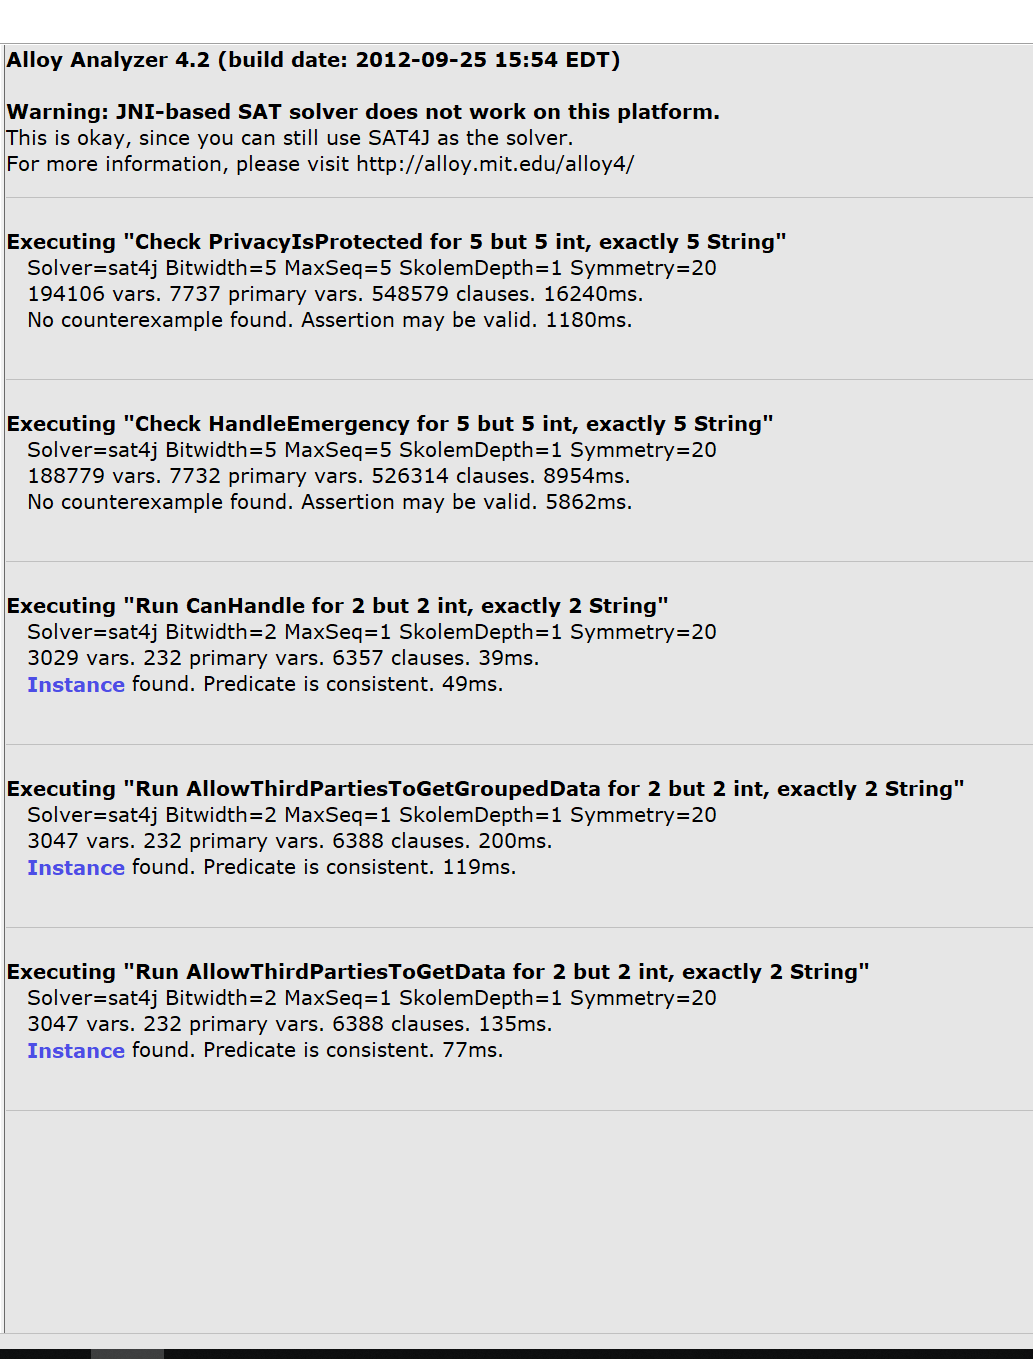 Alloy Analyzer 4.2 (build date: 2012-09-25 15:54 EDT)
Warning: JNI-based SAT solver does not work on this platform.
This is okay, since you can still use SAT4J as the solver.
For more information, please visit http://alloy.mit.edu/alloy4/
Executing "Check PrivacyIsProtected for 5 but 5 int, exactly 5 String"
Solver=sat4j Bitwidth=5 MaxSeq=5 SkolemDepth=1 Symmetry=20
194106 vars. 7737 primary vars. 548579 clauses. 16240ms.
No counterexample found. Assertion may be valid. 1180ms.
Executing "Check HandleEmergency for 5 but 5 int, exactly 5 String"
Solver=sat4j Bitwidth=5 MaxSeq=5 SkolemDepth=1 Symmetry=20
188779 vars. 7732 primary vars. 526314 clauses. 8954ms.
No counterexample found. Assertion may be valid. 5862ms.
Executing "Run CanHandle for 2 but 2 int, exactly 2 String"
Solver=sat4j Bitwidth=2 MaxSeq=1 SkolemDepth=1 Symmetry=20
3029 vars. 232 primary vars. 6357 clauses. 39ms.
Instance found. Predicate is consistent. 49ms.
Executing "Run AllowThirdPartiesToGetGroupedData for 2 but 2 int, exactly 2 String"
Solver=sat4j Bitwidth=2 MaxSeq=1 SkolemDepth=1 Symmetry=20
3047 vars. 232 primary vars. 6388 clauses. 200ms.
Instance found. Predicate is consistent. 119ms.
Executing "Run AllowThirdPartiesToGetData for 2 but 2 int, exactly 2 String"
Solver=sat4j Bitwidth=2 MaxSeq=1 SkolemDepth=1 Symmetry=20
3047 vars. 232 primary vars. 6388 clauses. 135ms.
Instance found. Predicate is consistent. 77ms.